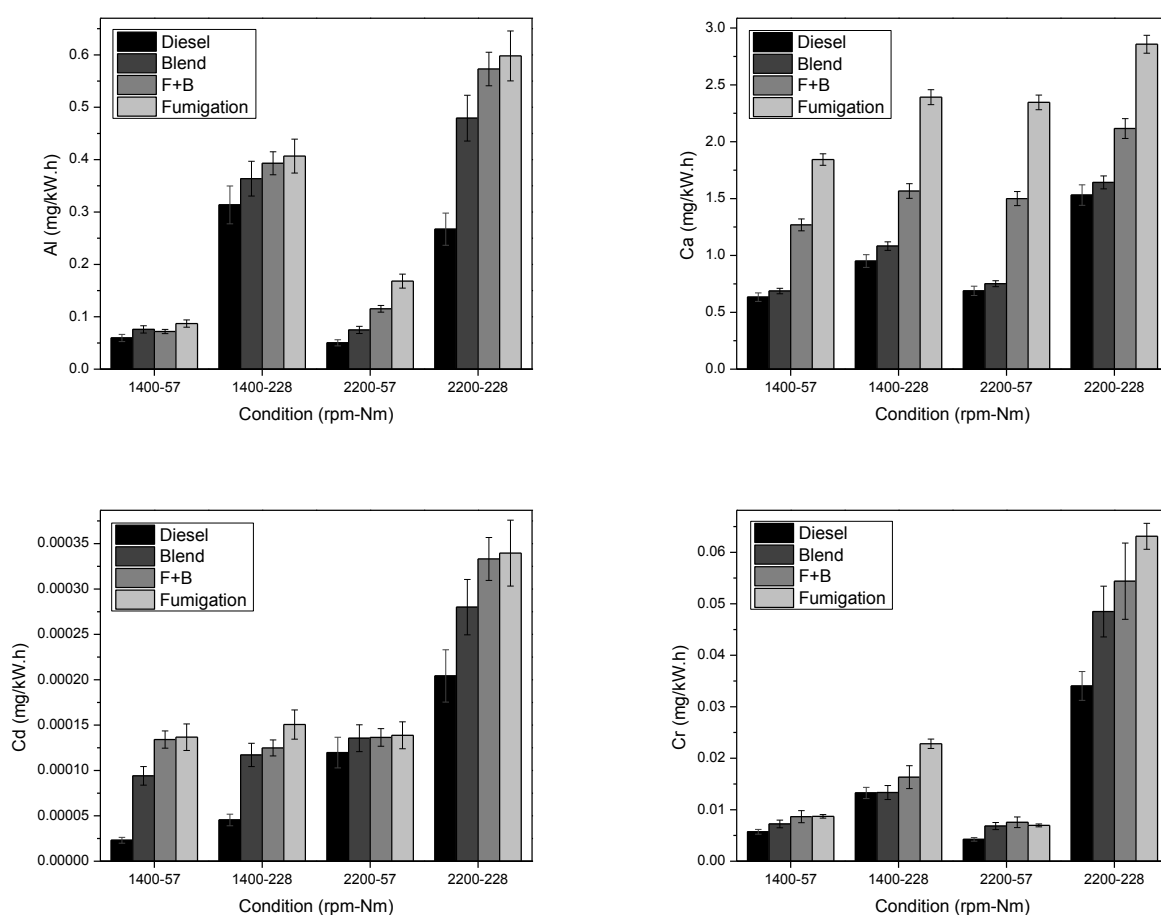 Diesel
Blend
F+B
Fumigation
0.6
0.5
0.4
0.3
0.2
0.1
0.0
Al (mg/kW.h)
1400-57 1400-228 2200-57 2200-228
Condition (rpm-Nm)
Diesel
Blend
F+B
Fumigation
3.0
2.5
2.0
1.5
1.0
0.5
0.0
Ca (mg/kW.h)
1400-57 1400-228 2200-57 2200-228
Condition (rpm-Nm)
Diesel
Blend
F+B
Fumigation
0.00035
0.00030
0.00025
0.00020
0.00015
0.00010
0.00005
0.00000
Cd (mg/kW.h)
1400-57 1400-228 2200-57 2200-228
Condition (rpm-Nm)
Diesel
Blend
F+B
Fumigation
0.06
0.05
0.04
0.03
0.02
0.01
0.00
Cr (mg/kW.h)
1400-57 1400-228 2200-57 2200-228
Condition (rpm-Nm)